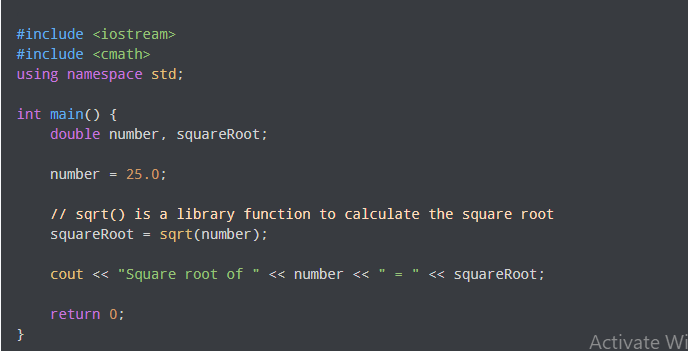 #include <iostream>
#include <cmath>
using namespace std;
int main() {
    double number, squareRoot;
    number = 25.0;
    // sqrt() is a library function to calculate the square root
    squareRoot = sqrt(number);
    cout << "Square root of " << number << " = " << squareRoot;
    return 0;
}
Activate Wi